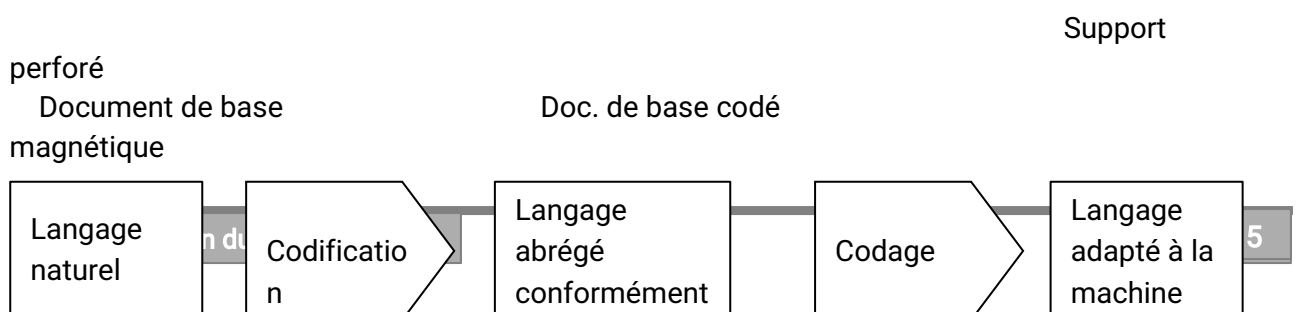 Support
perforé
Document de base Doc. de base codé
magnétique
Langage
naturel
n du
Codificatio
n
Langage
abrégé
conformément
Codage
Langage
adapté à la
machine
5